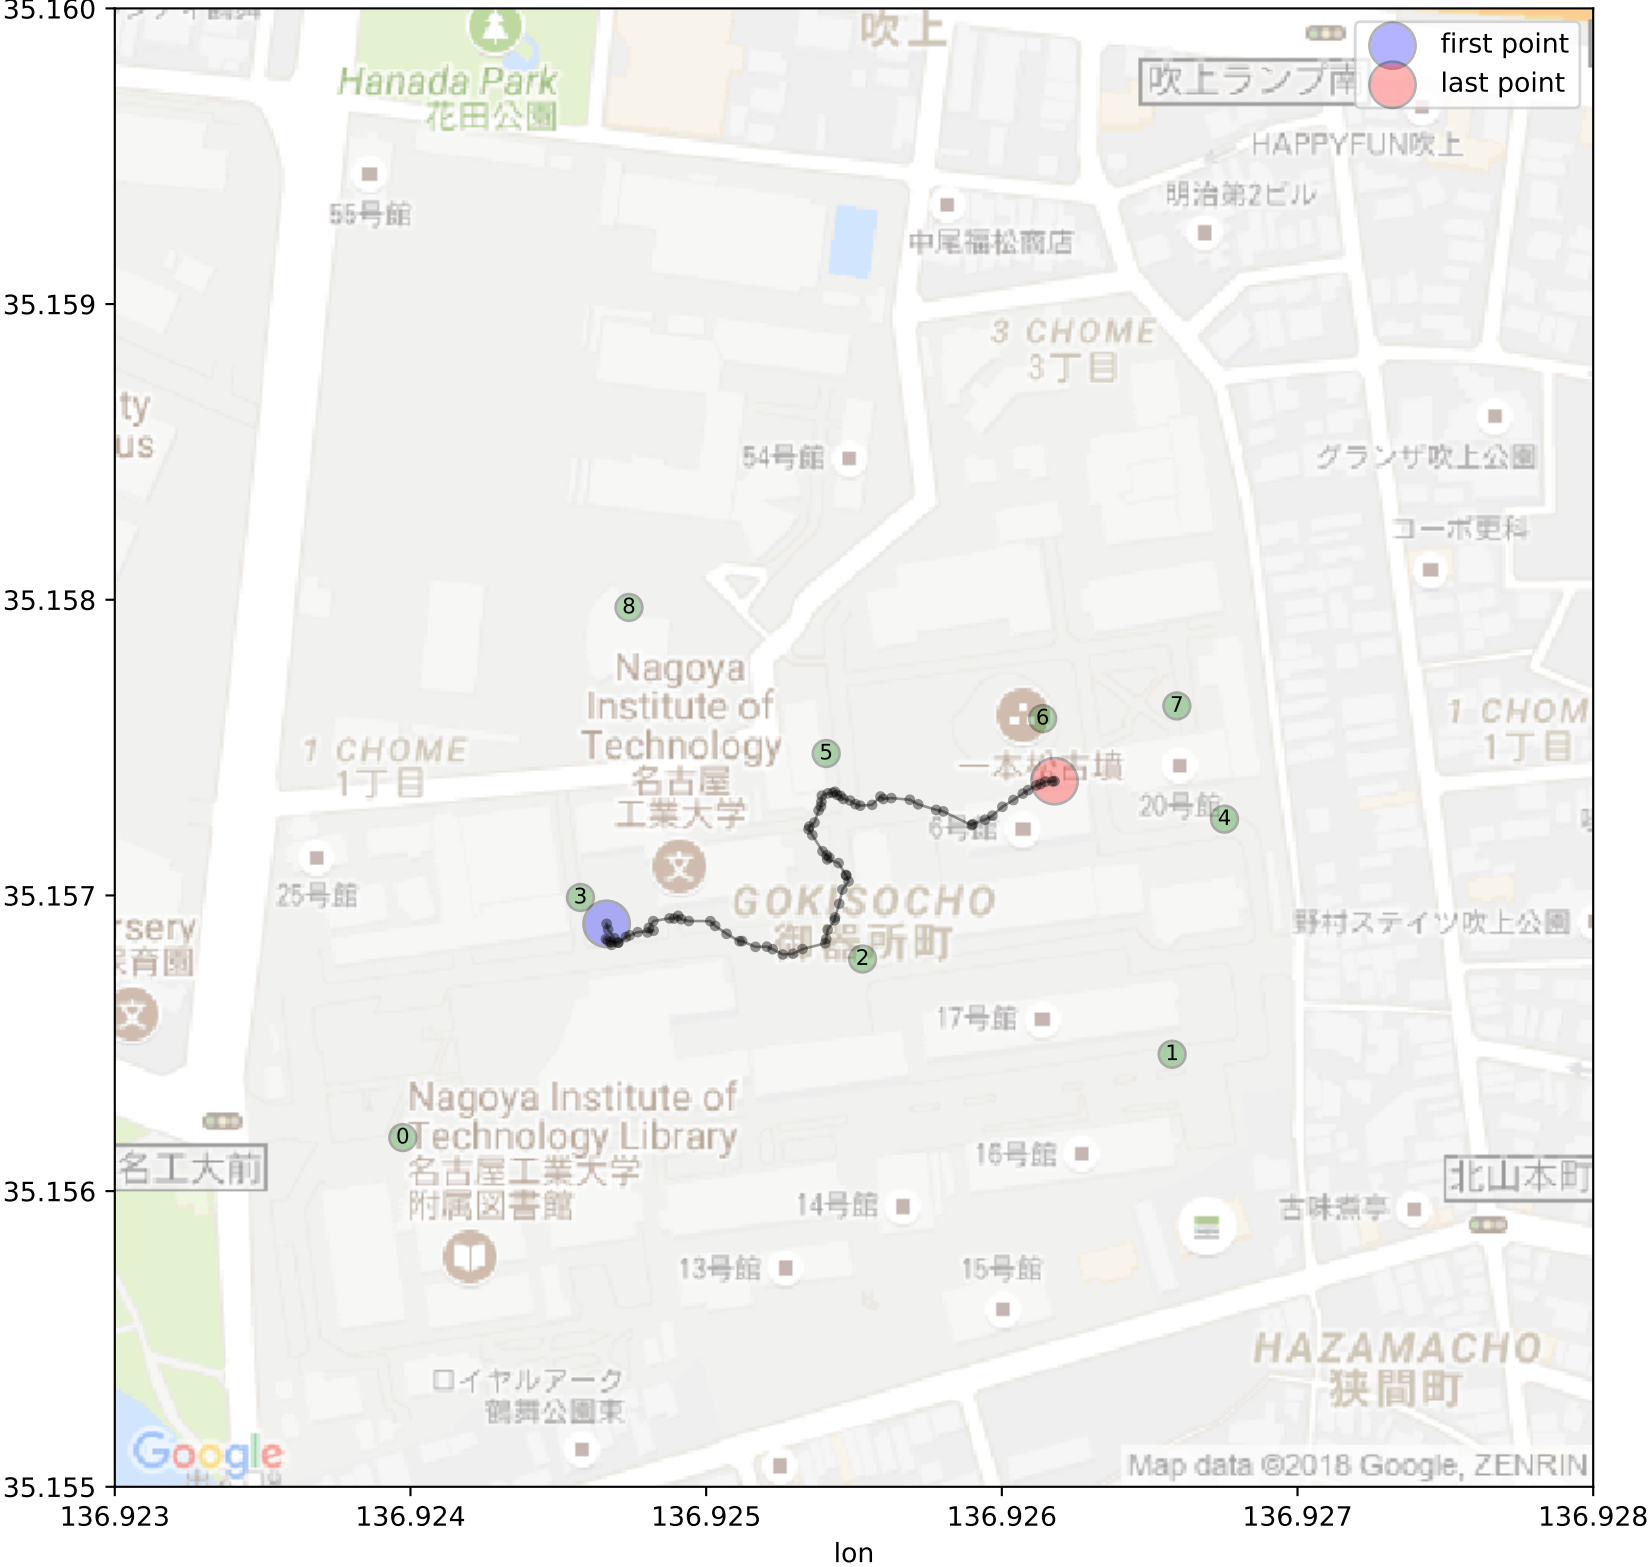 35.160
35.159
35.158
35.157
35.156
35.155
136.923
136.924
136.925
136.926
136.927
136.928
lon
first point
last point
吹上
吹上ランプ南
Hanada Park
花田公園
HAPPYFUN吹上
明治第2ビル
55号館
中尾福松商店
3 CHOME
3丁目
ty
us
54号館
グランザ吹上公園
コーポ更科
8
Nagoya
Institute of
Technology
名古屋
工業大学
7
6
5
1 CHOME
1丁目
1 CHOM
1丁目
一本松古墳
20号館
4
6号館
25号館
3
GOKISOCHO
御器所町
2
rsery
育園
野村ステイツ吹上公園
17号館
1
Nagoya Institute of
Technology Library
名古屋工業大学
附属図書館
0
名工大前
16号館
北山本町
14号館
古味煮亭
13号館
15号館
HAZAMACHO
狭間町
ロイヤルアーク
鶴舞公園東
Google
Map data ©2018 Google, ZENRIN